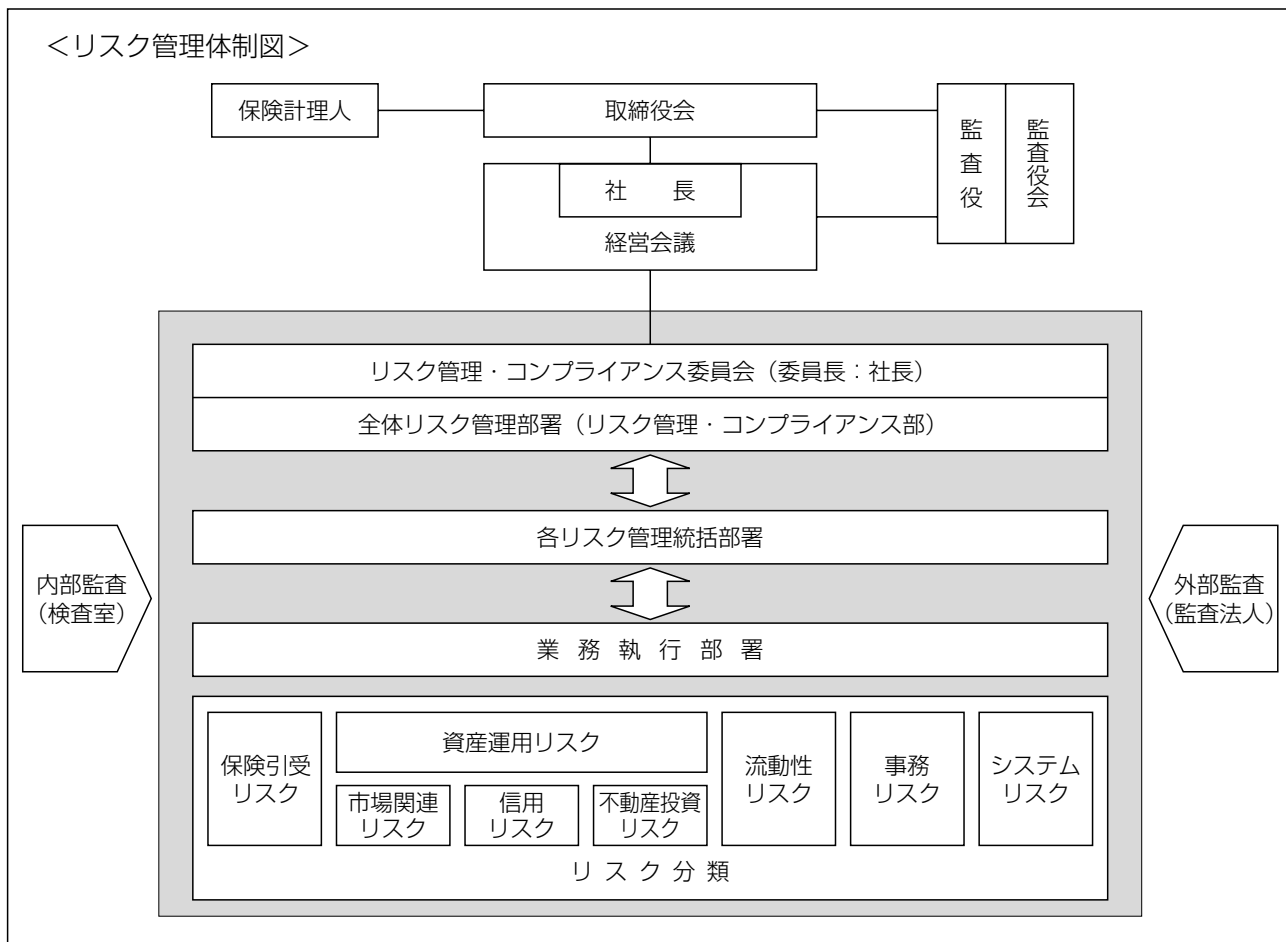 ＜リスク管理体制図＞
保険計理人
取締役会
監査役
監査役会
社　長
経営会議
リスク管理・コンプライアンス委員会（委員長：社長）
全体リスク管理部署（リスク管理・コンプライアンス部）
各リスク管理統括部署
内部監査
（検査室）
外部監査
（監査法人）
業務執行部署
保険引受
リスク
資産運用リスク
市場関連
リスク
信用
リスク
不動産投資
リスク
流動性
リスク
事務
リスク
システム
リスク
リスク分類